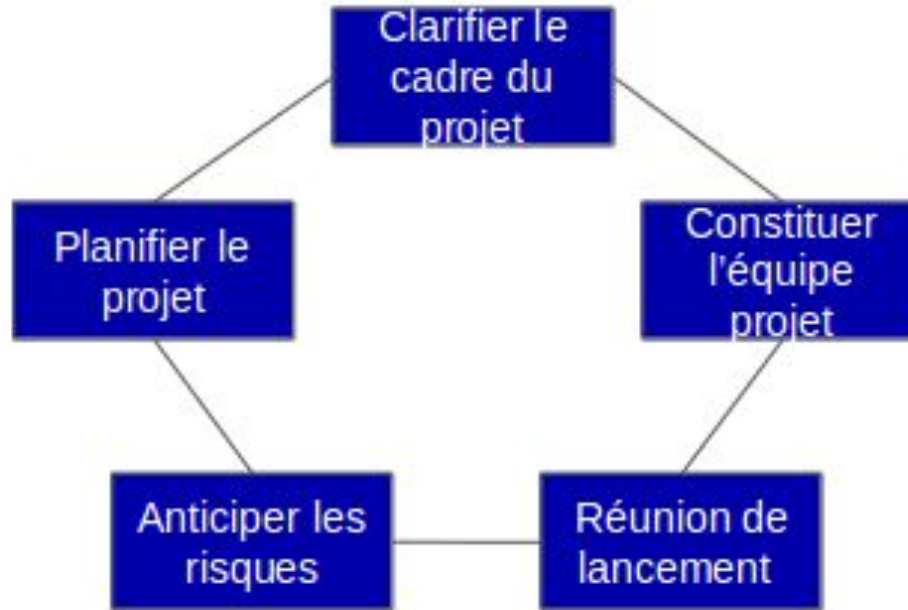 Clarifier le
cadre du
projet
Planifier le
projet
Constituer
l'équipe
projet
Anticiper les
risques
Réunion de
lancement